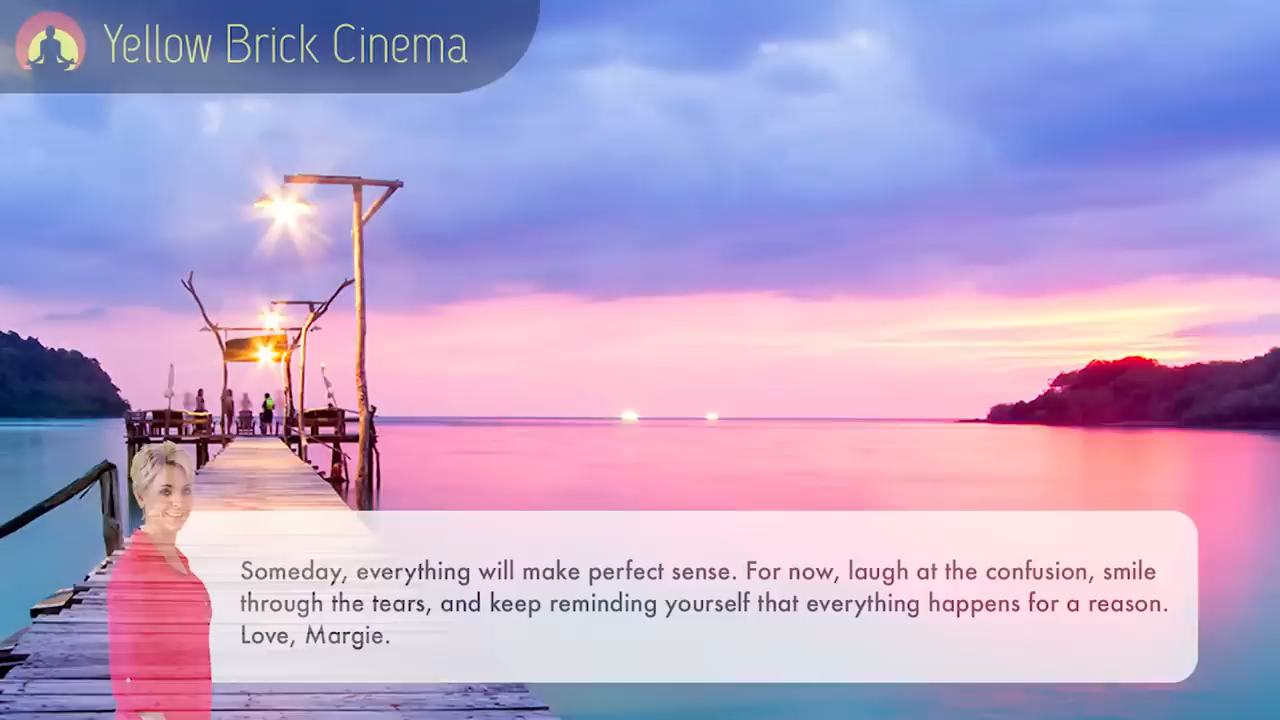 Yellow Brick Cinema
Someday, everything will make perfect sense. For now, laugh at the confusion, smile
through the tears, and keep reminding yourself that everything happens for a reason.
Love, Margie.